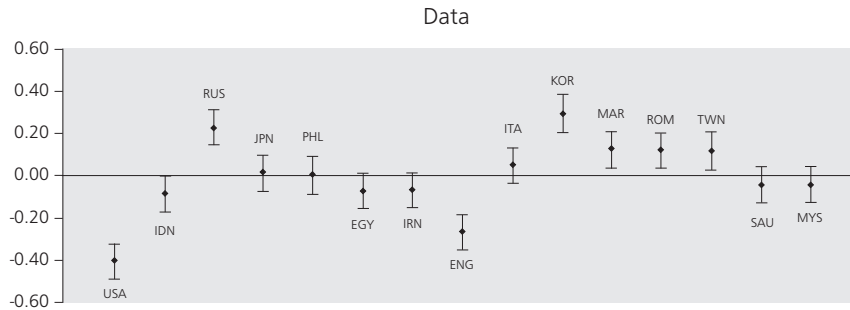 Data
0.60
0.40
0.20
0.00
-0.20
-0.40
-0.60
USA
IDN
RUS
JPN
PHL
EGY
IRN
ENG
ITA
KOR
MAR
ROM
TWN
SAU
MYS